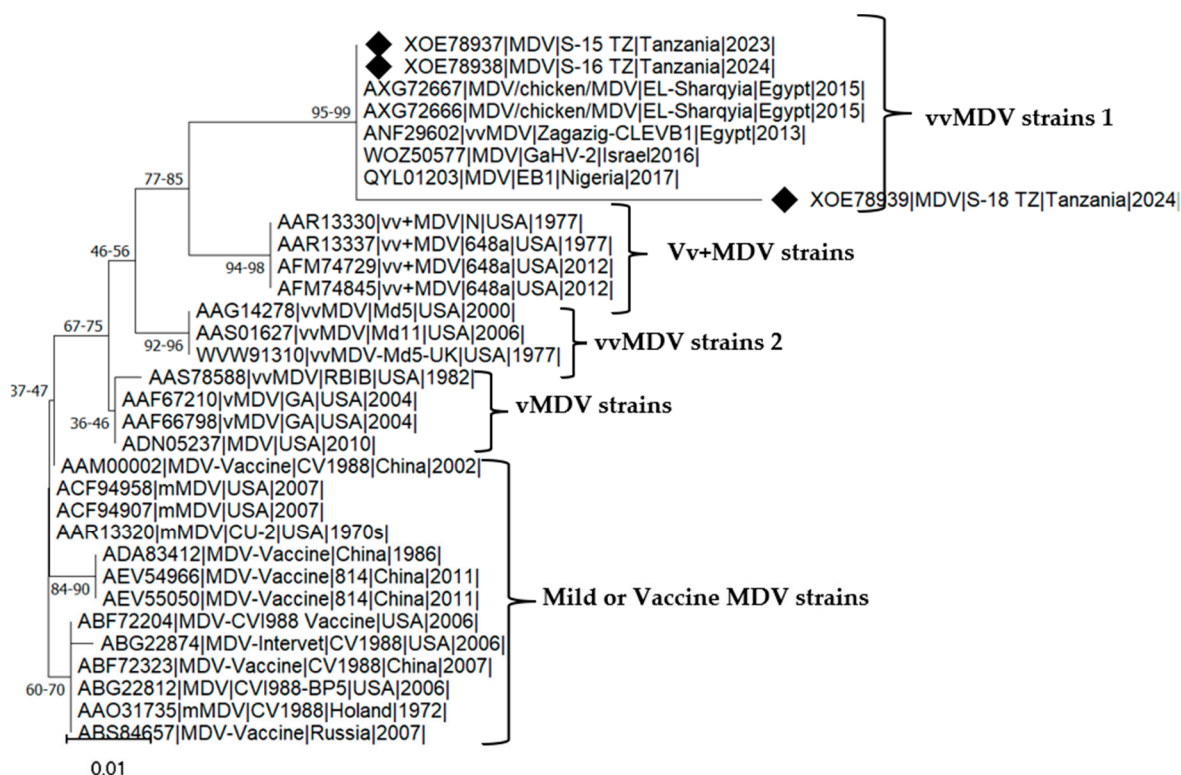 XOE78937|MDV|S-15 TZ|Tanzania|2023|
XOE78938|MDV|S-16 TZ|Tanzania|2024|
AXG72667|MDV/chicken/MDV|EL-Sharqyia|Egypt|2015|
95-99
AXG72666|MDV/chicken/MDV|EL-Sharqyia|Egypt|2015|
vvMDV strains 1
ANF29602|vvMDV|Zagazig-CLEVB1|Egypt|2013|
WOZ50577|MDV|GaHV-2|Israel2016|
77-85
QYL01203|MDV|EB1|Nigeria|2017|
XOE78939|MDV|S-18 TZ|Tanzania|2024|
AAR13330|vv+MDV|N|USA|1977|
46-56
AAR13337|vv+MDV|648a|USA|1977|
Vv+MDV strains
94-98
AFM74729|vv+MDV|648a|USA|2012|
AFM74845|vv+MDV|648a|USA|2012|
AAG14278|vvMDV|Md5|USA|2000|
67-75
AAS01627|vvMDV|Md11|USA|2006|
vvMDV strains 2
92-96
WVW91310|vvMDV-Md5-UK|USA|1977|
AAS78588|vvMDV|RBIB|USA|1982|
37-47
AAF67210|vMDV|GA|USA|2004|
vMDV strains
36-46
AAF66798|vMDV|GA|USA|2004|
ADN05237|MDV|USA|2010|
AAM00002|MDV-Vaccine|CV1988|China|2002|
ACF94958|mMDV|USA|2007|
ACF94907|mMDV|USA|2007|
AAR13320|mMDV|CU-2|USA|1970s|
ADA83412|MDV-Vaccine|China|1986|
84-90
AEV54966|MDV-Vaccine|814|China|2011|
AEV55050|MDV-Vaccine|814|China|2011|
Mild or Vaccine MDV strains
ABF72204|MDV-CVI988 Vaccine|USA|2006|
ABG22874|MDV-Intervet|CV1988|USA|2006|
ABF72323|MDV-Vaccine|CV1988|China|2007|
60-70
ABG22812|MDV|CVI988-BP5|USA|2006|
AAO31735|mMDV|CV1988|Holand|1972|
ABS84657|MDV-Vaccine|Russia|2007|
0.01